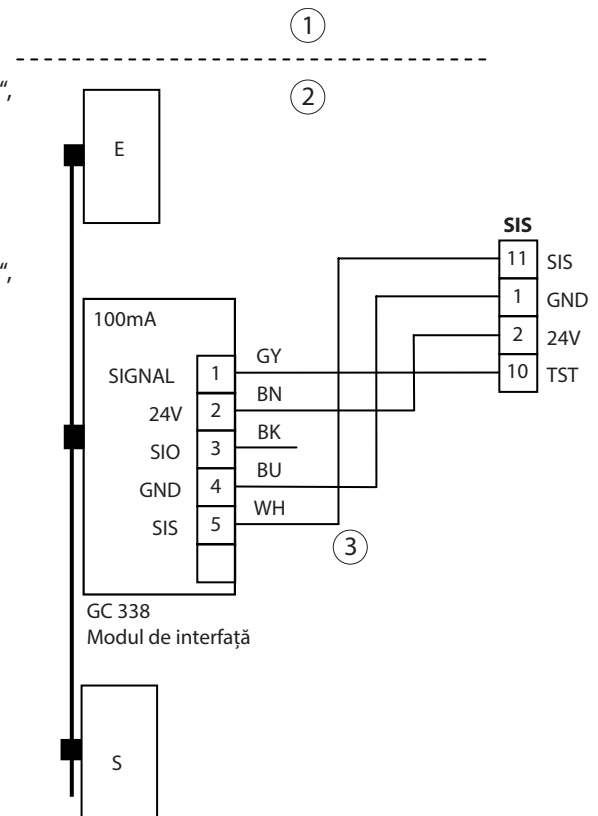 1
“,
2
E
SIS
“,
11 SIS
1 GND
100mA
2 24V
GY
SIGNAL 1
10 TST
BN
24V 2
BK
SIO 3
BU
GND 4
WH
SIS 5
3
GC 338
Modul de interfață
S